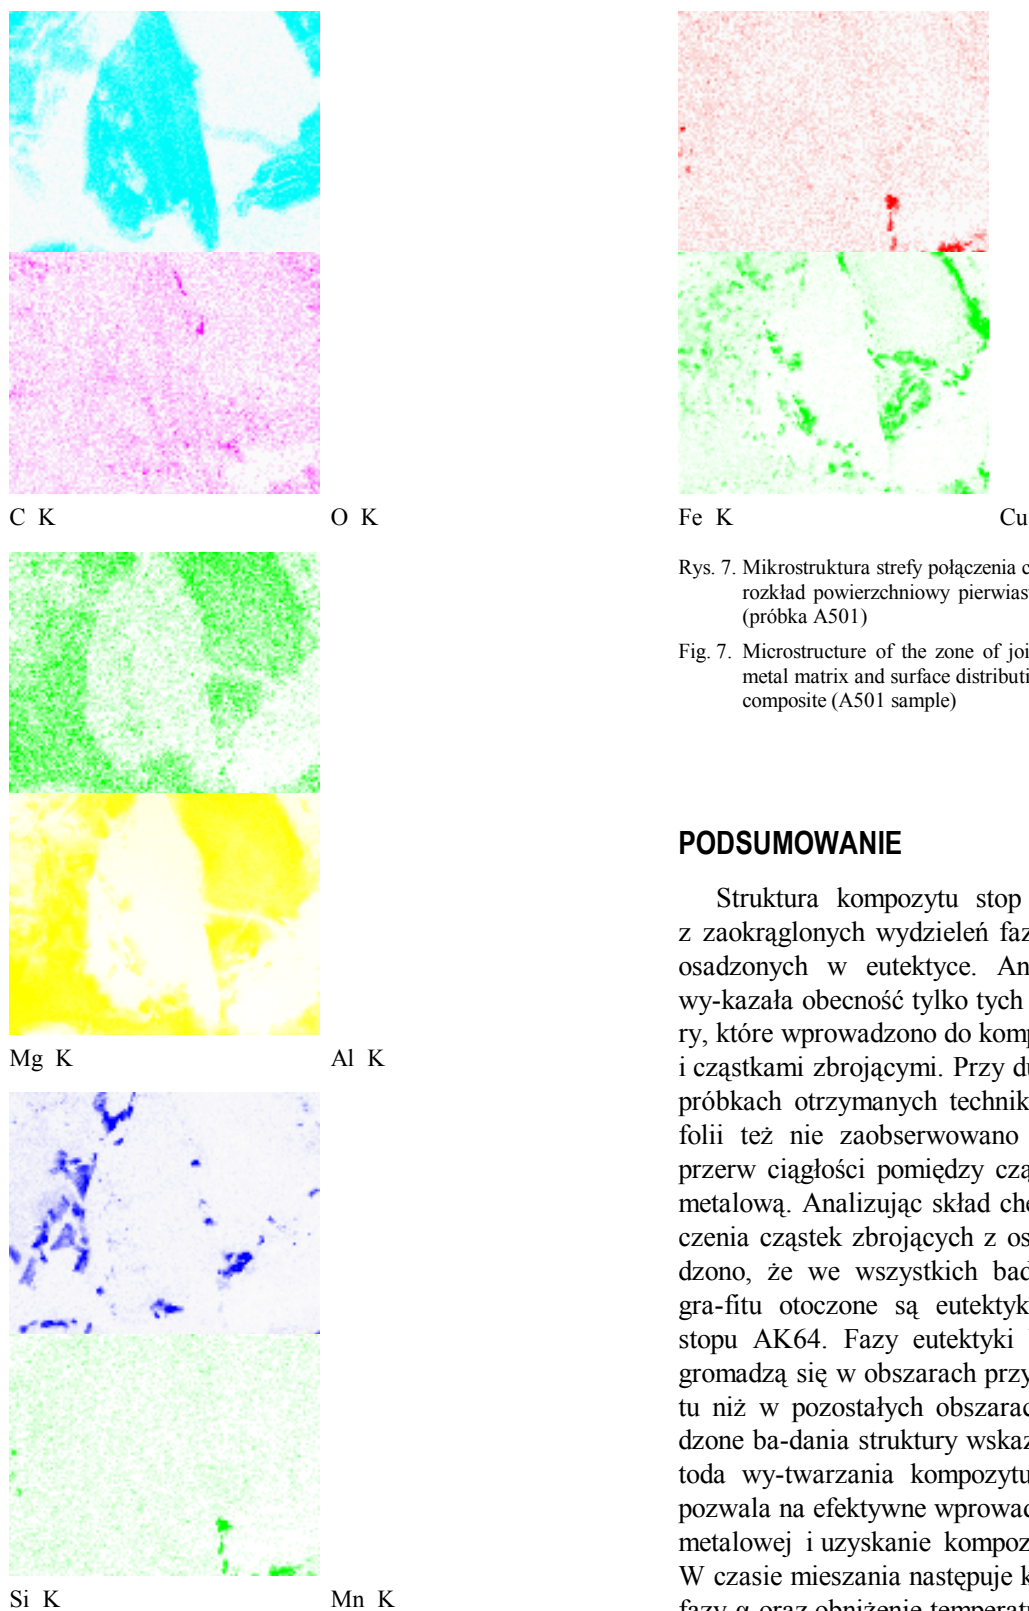 C K
O K
Mg K
Al K
Si K
Mn K
Fe K
Cu
Rys. 7. Mikrostruktura strefy połączenia c
rozkład powierzchniowy pierwias
(próbka A501)
Fig. 7. Microstructure of the zone of joi
metal matrix and surface distributi
composite (A501 sample)
PODSUMOWANIE
Struktura kompozytu stop
z zaokrąglonych wydzieleń faz
osadzonych w eutektyce. An
wy-kazała obecność tylko tych
ry, które wprowadzono do komp
i cząstkami zbrojącymi. Przy du
próbkach otrzymanych technik
folii też nie zaobserwowano
przerw ciągłości pomiędzy czą
metalową. Analizując skład che
czenia cząstek zbrojących z os
dzono, że we wszystkich bad
gra-fitu otoczone są eutektyk
stopu AK64. Fazy eutektyki
gromadzą się w obszarach przy
tu niż w pozostałych obszarac
dzone ba-dania struktury wskaz
toda wy-twarzania kompozytu
pozwala na efektywne wprowad
metalowej i uzyskanie kompoz
W czasie mieszania następuje k
fazy α oraz obniżenie temperatu